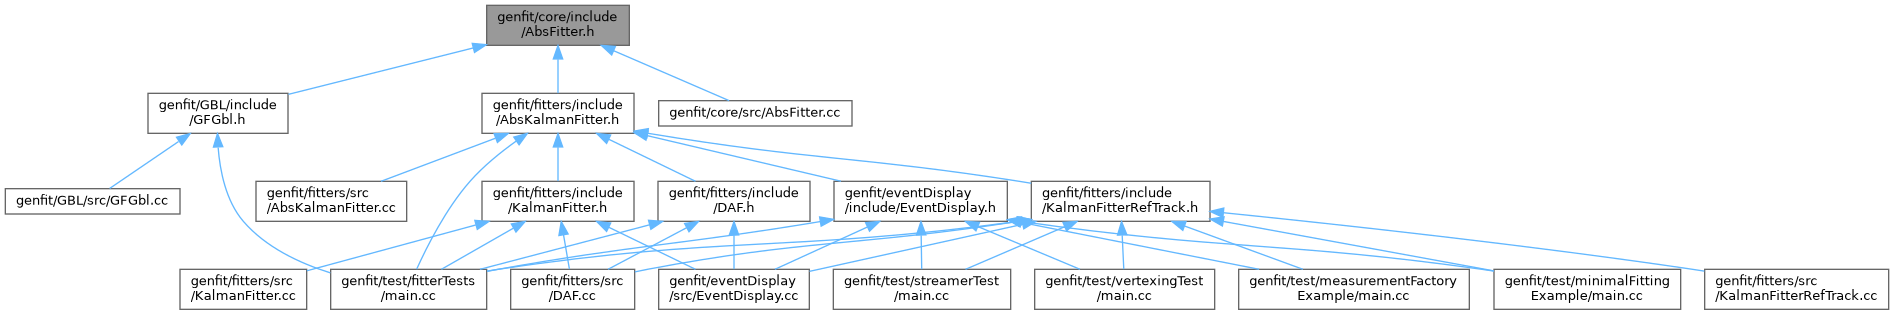 genfit/core/include
/AbsFitter.h
genfit/GBL/include
/GFGbl.h
genfit/fitters/include
/AbsKalmanFitter.h
genfit/core/src/AbsFitter.cc
genfit/GBL/src/GFGbl.cc
genfit/fitters/src
/AbsKalmanFitter.cc
genfit/fitters/include
/KalmanFitter.h
genfit/fitters/include
/DAF.h
genfit/eventDisplay
/include/EventDisplay.h
genfit/fitters/include
/KalmanFitterRefTrack.h
genfit/fitters/src
/KalmanFitter.cc
genfit/test/fitterTests
/main.cc
genfit/fitters/src
/DAF.cc
genfit/eventDisplay
/src/EventDisplay.cc
genfit/test/streamerTest
/main.cc
genfit/test/vertexingTest
/main.cc
genfit/test/measurementFactory
Example/main.cc
genfit/test/minimalFitting
Example/main.cc
genfit/fitters/src
/KalmanFitterRefTrack.cc